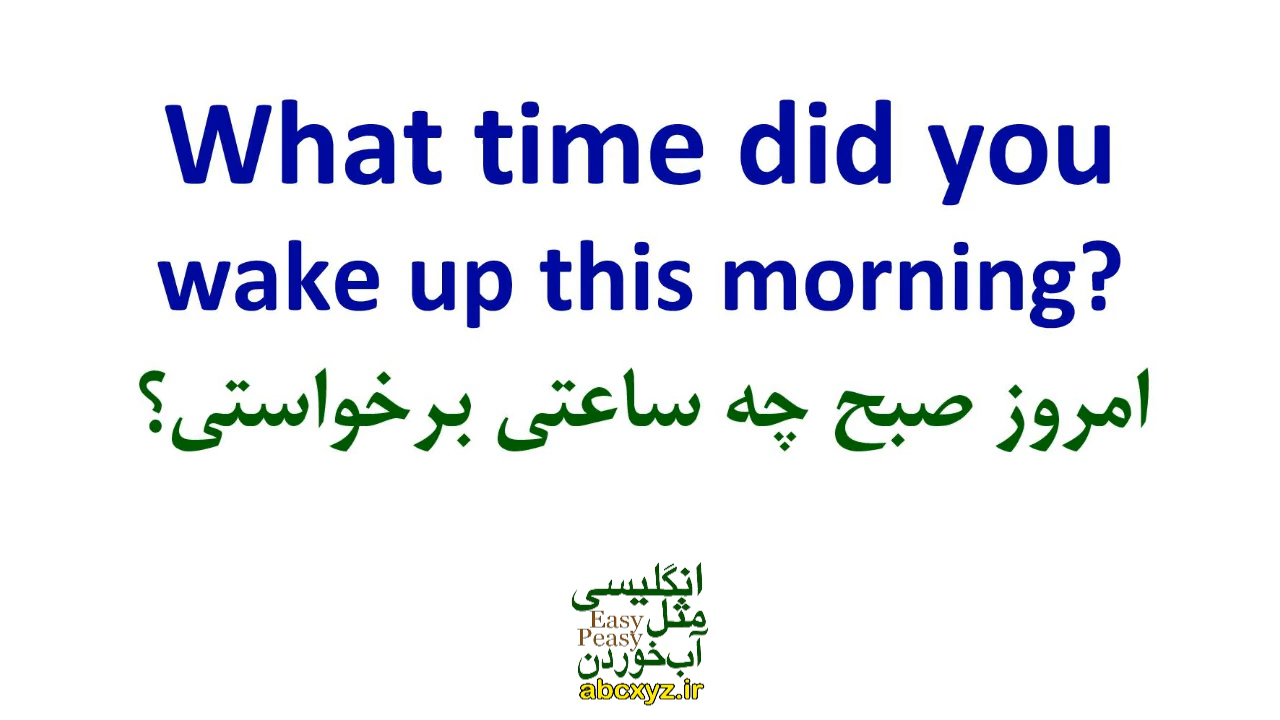 What time did you
wake up this morning?
امروز صبح چه ساعتی برخواستی؟
انگلیسی
مثل
Easy
Peasy
آب‌خوردن
abcxyz.ir